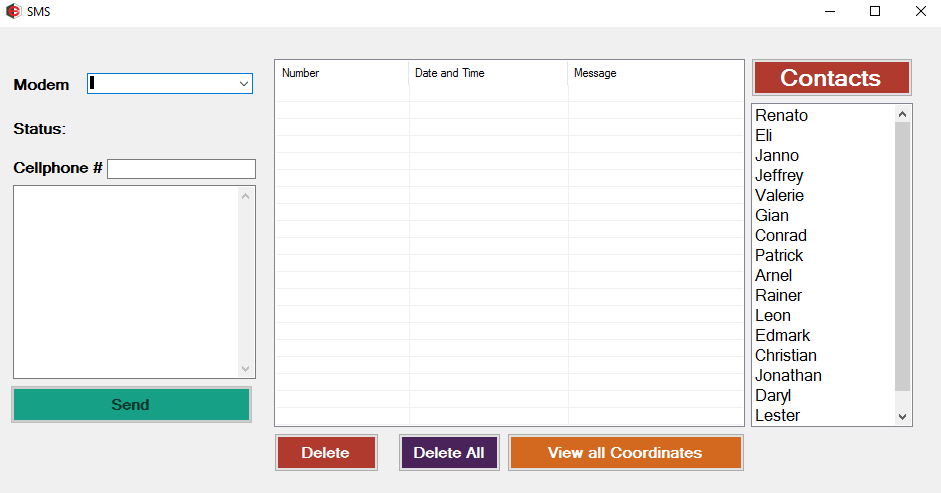 SMS
Modem
Status:
Cellphone #
Send
Number Date and Time Message
Delete Delete All View all Coordinates
Contacts
Renato
Eli
Janno
Jeffrey
Valerie
Gian
Conrad
Patrick
Arnel
Rainer
Leon
Edmark
Christian
Jonathan
Daryl
Lester